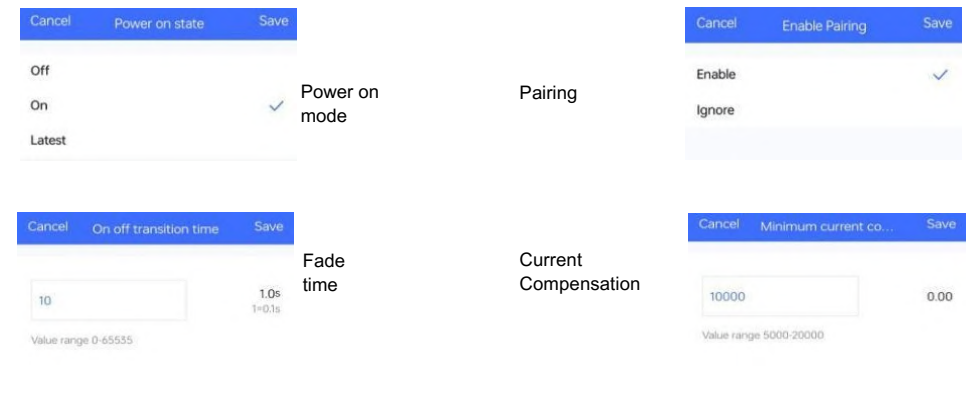 Cancel Power on state Save
Off
On
Latest
Power on
mode
Pairing
Cancel Enable Pairing Save
Enable
Ignore
Cancel On off transition time Save
10 1.0s
1=0.1s
Value range 0-65535
Fade
time
Current
Compensation
Cancel Minimum current co... Save
10000 0.00
Value range 5000-20000